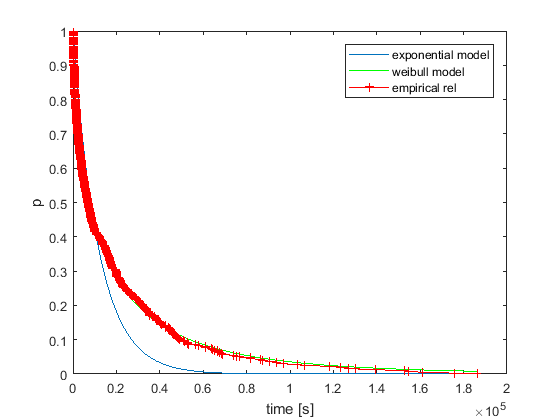 exponential model
weibull model
empirical rel
1
0.9
0.8
0.7
0.6
0.5
0.4
0.3
0.2
0.1
0
p
0 0.2 0.4 0.6 0.8 1 1.2 1.4 1.6 1.8 2
time [s]
×10⁵